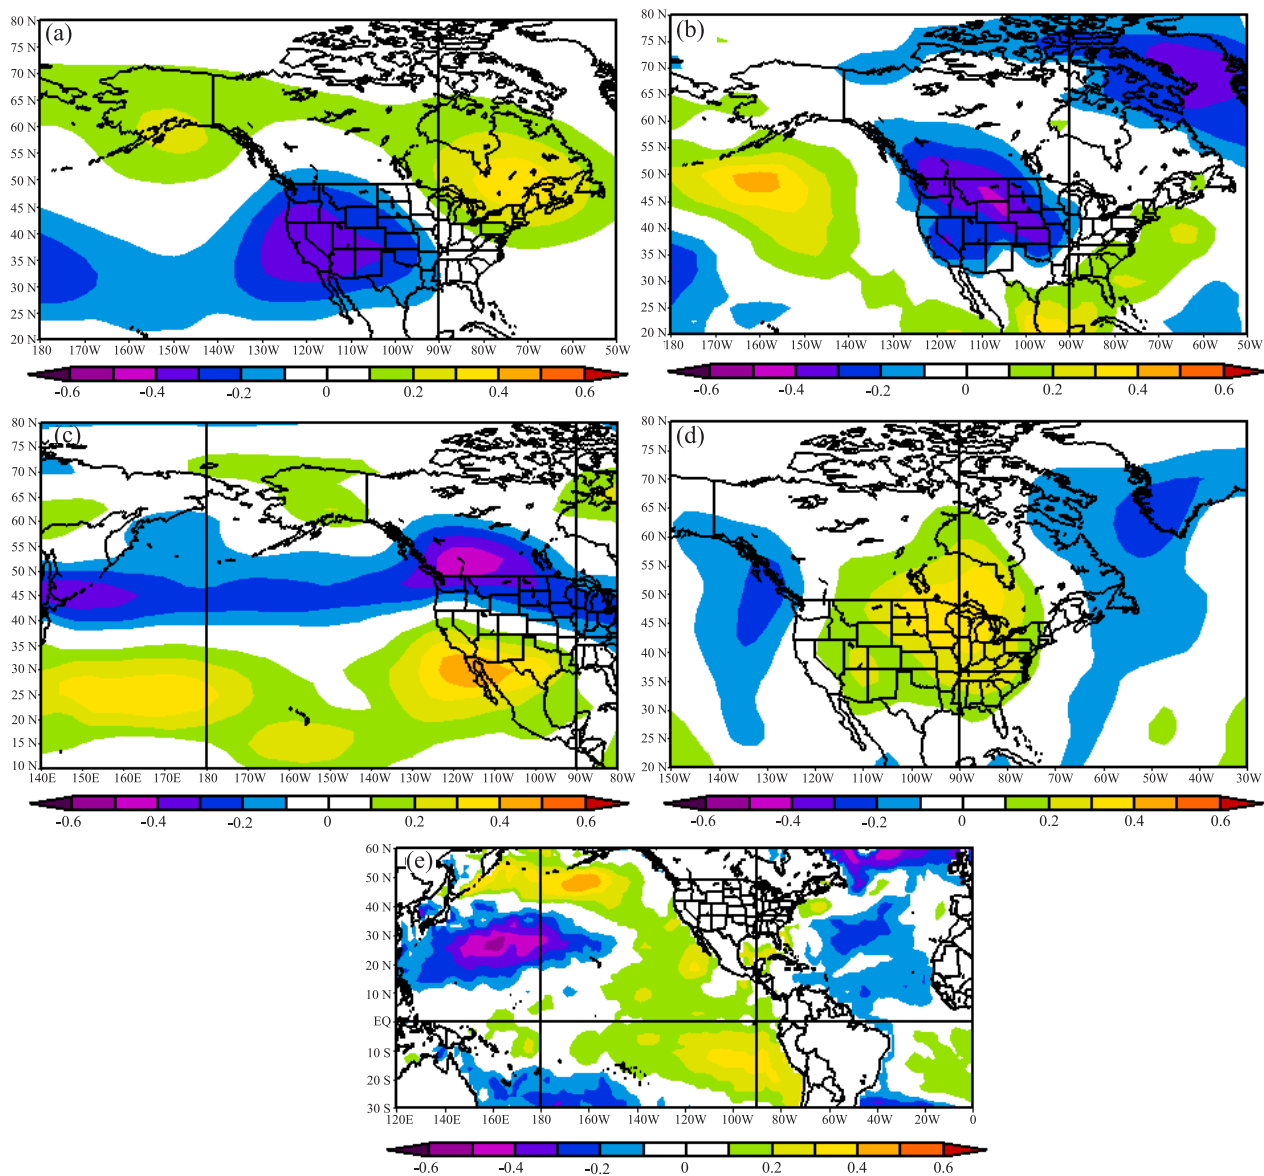 (a)
80 N
70 N
65 N
60 N
55 N
50 N
45 N
40 N
35 N
30 N
25 N
20 N
180 170W 160W 150W 140W 130W 120W 110W 100W 90W 80W 70W 60W 50W
-0.6 -0.4 -0.2 0 0.2 0.4 0.6
(b)
80 N
75 N
70 N
65 N
60 N
55 N
50 N
45 N
40 N
35 N
30 N
25 N
20 N
180 170W 160W 150W 140W 130W 120W 110W 100W 90W 80W 70W 60W 50W
-0.6 -0.4 -0.2 0 0.2 0.4 0.6
(c)
80 N
75 N
70 N
65 N
60 N
55 N
50 N
45 N
40 N
35 N
30 N
25 N
20 N
15 N
10 N
140E 150E 160E 170E 180 170W 160W 150W 140W 130W 120W 110W 100W 90W 80W
-0.6 -0.4 -0.2 0 0.2 0.4 0.6
(d)
80 N
75 N
70 N
65 N
60 N
55 N
50 N
45 N
40 N
35 N
30 N
25 N
20 N
150W 140W 130W 120W 110W 100W 90W 80W 70W 60W 50W 40W 30W
-0.6 -0.4 -0.2 0 0.2 0.4 0.6
(e)
60 N
50 N
40 N
30 N
20 N
10 N
EQ
10 S
20 S
30 S
120E 140E 160E 180 160W 140W 120W 100W 80W 60W 40W 20W 0
-0.6 -0.4 -0.2 0 0.2 0.4 0.6